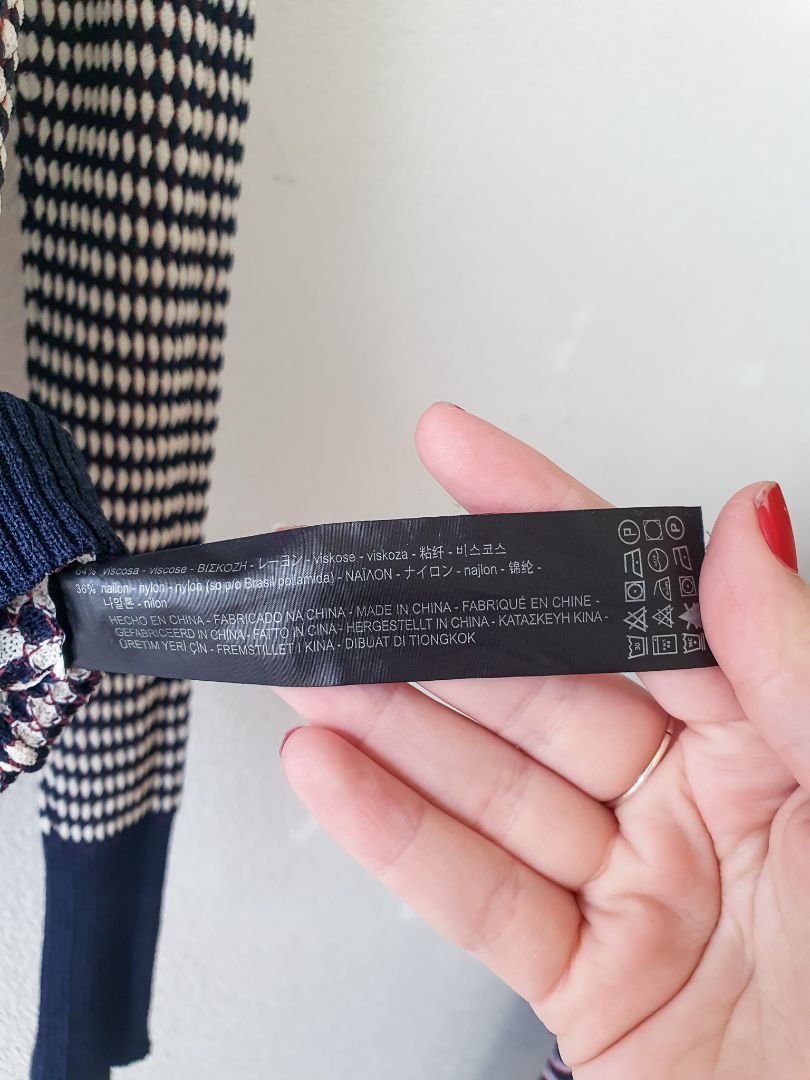 64% viscosa - viscose - ΒΙΣΚΟΖΗ - レーヨン - viskose - viskoza - 粘纤 - 비스코스
36% nailon - nylon - nylon (so p/o Brasil poliamida) - ΝΑΪΛΟΝ - ナイロン - najlon - 锦纶 -
나일론 - nilon
HECHO EN CHINA - FABRICADO NA CHINA - MADE IN CHINA - FABRIQUÉ EN CHINE -
GEFABRICEERD IN CHINA - FATTO IN CINA - HERGESTELLT IN CHINA - ΚΑΤΑΣΚΕΥΗ ΚΙΝΑ -
ÜRETIM YERİ ÇİN - FREMSTILLET I KINA - DIBUAT DI TIONGKOK
P P
30